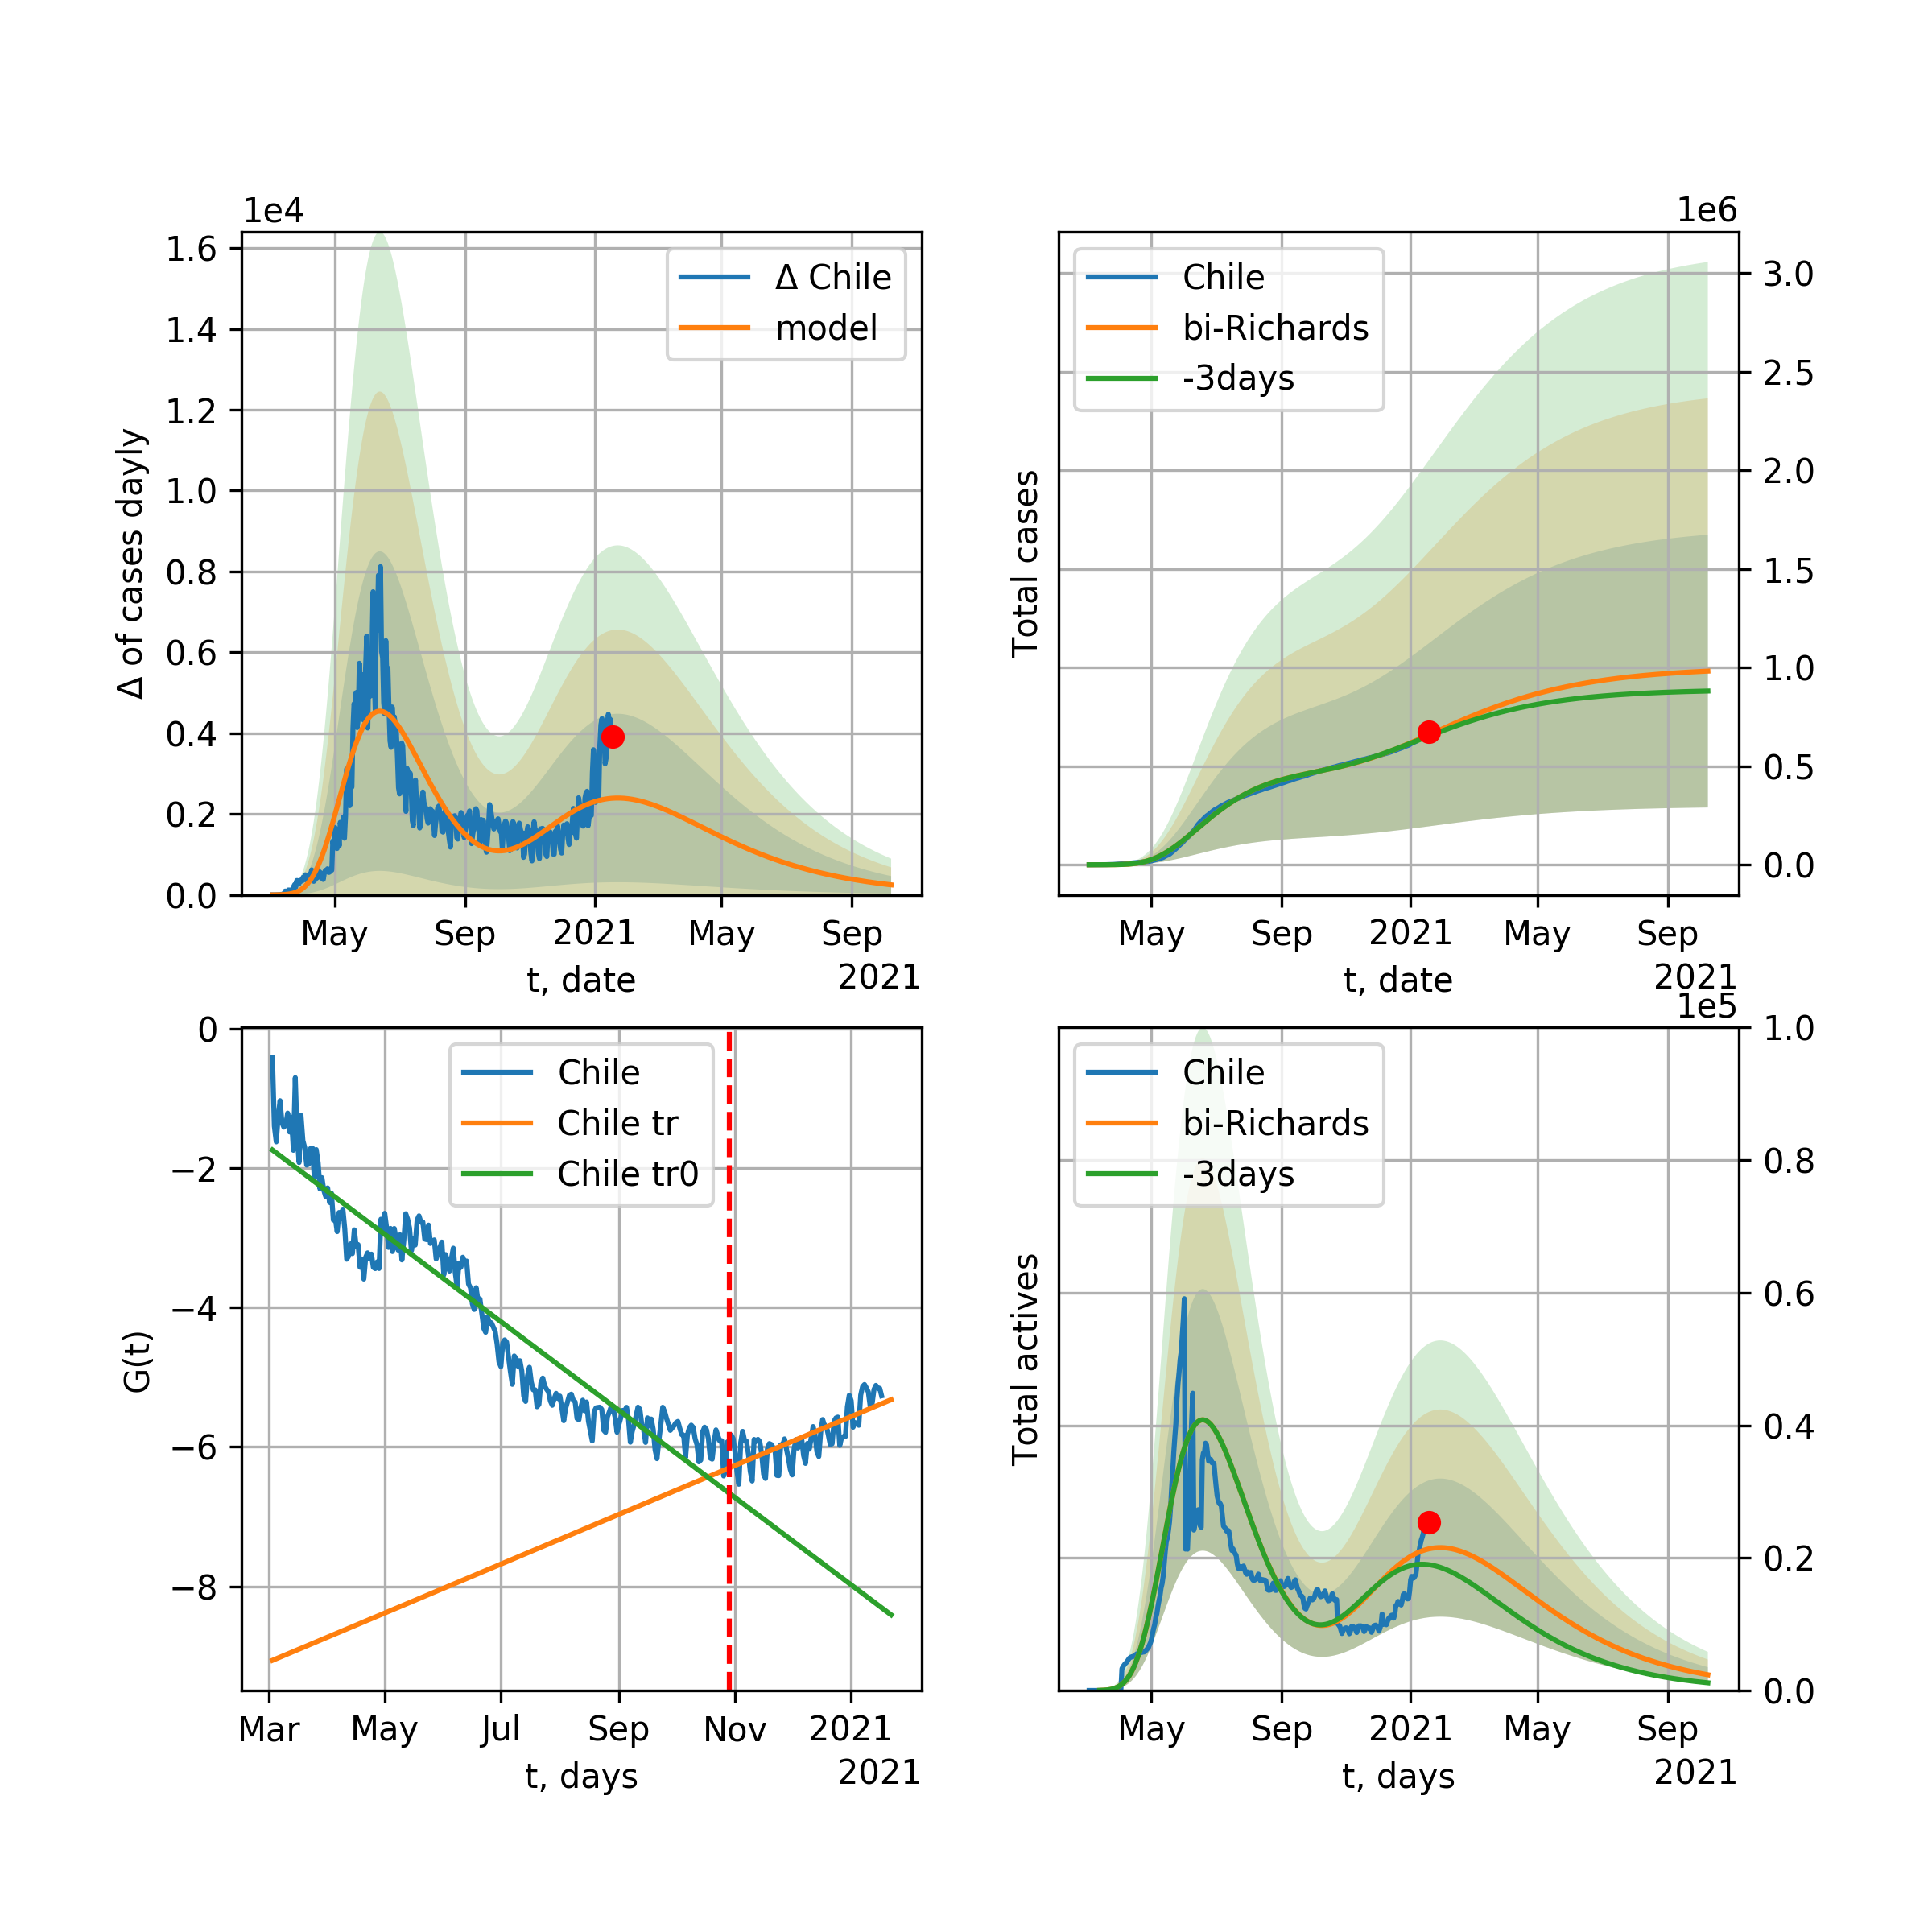 1e4
1.6
1.4
1.2
1.0
0.8
0.6
0.4
0.2
0.0
Δ of cases dayly
Δ Chile
model
May Sep 2021 May Sep
t, date
2021
1e6
3.0
2.5
2.0
1.5
1.0
0.5
0.0
Total cases
Chile
bi-Richards
-3days
May Sep 2021 May Sep
t, date
2021
0
−2
−4
−6
−8
G(t)
Chile
Chile tr
Chile tr0
Mar May Jul Sep Nov 2021
t, days
2021
1e5
1.0
0.8
0.6
0.4
0.2
0.0
Total actives
Chile
bi-Richards
-3days
May Sep 2021 May Sep
t, days
2021